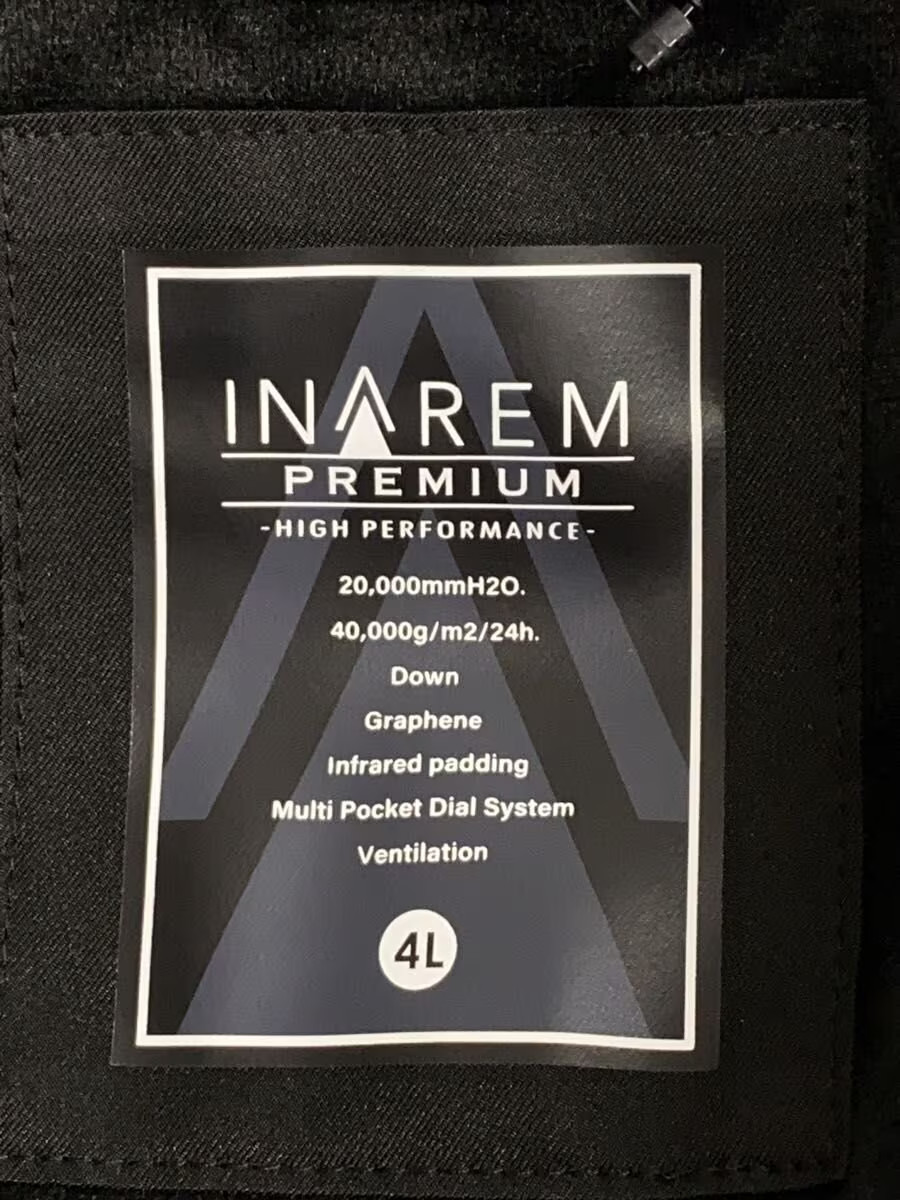 INAREM
PREMIUM
-HIGH PERFORMANCE-
20,000mmH2O.
40,000g/m2/24h.
Down
Graphene
Infrared padding
Multi Pocket Dial System
Ventilation
4L